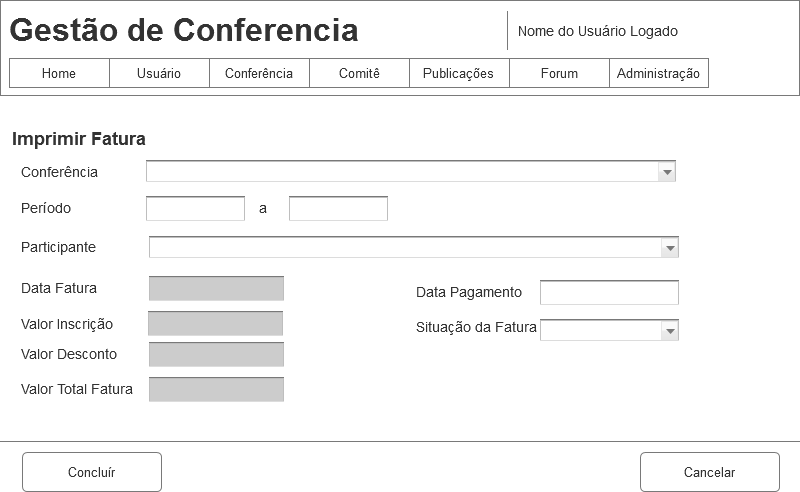 Gestão de Conferencia
Nome do Usuário Logado
Home Usuário Conferência Comitê Publicações Forum Administração
Imprimir Fatura
Conferência
Período a
Participante
Data Fatura Data Pagamento
Valor Inscrição Situação da Fatura
Valor Desconto
Valor Total Fatura
Concluír Cancelar